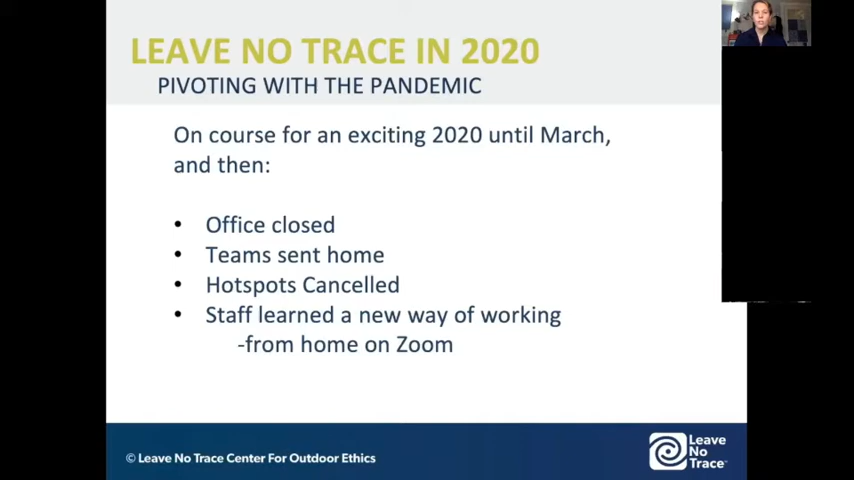 LEAVE NO TRACE IN 2020
PIVOTING WITH THE PANDEMIC
On course for an exciting 2020 until March,
and then:
• Office closed
• Teams sent home
• Hotspots Cancelled
• Staff learned a new way of working
-from home on Zoom
© Leave No Trace Center For Outdoor Ethics
Leave
No
Trace™